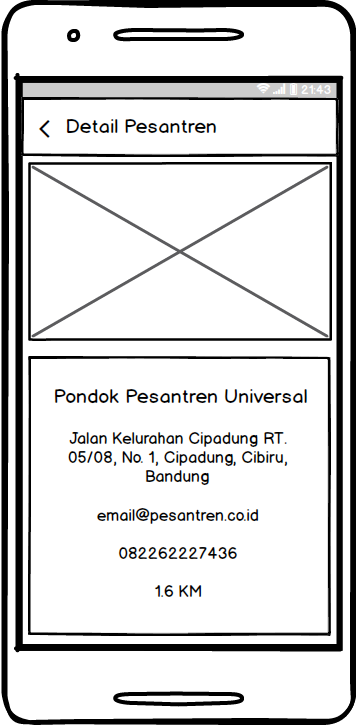 21:43
Detail Pesantren
Pondok Pesantren Universal
Jalan Kelurahan Cipadung RT.
05/08, No. 1, Cipadung, Cibiru,
Bandung
email@pesantren.co.id
082262227436
1.6 KM